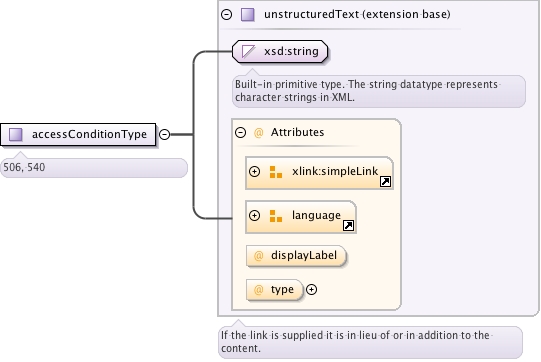 unstructuredText (extension base)
xsd:string
Built-in primitive type. The string datatype represents
character strings in XML.
accessConditionType
506, 540
@ Attributes
xlink:simpleLink
language
@ displayLabel
@ type
If the link is supplied it is in lieu of or in addition to the
content.